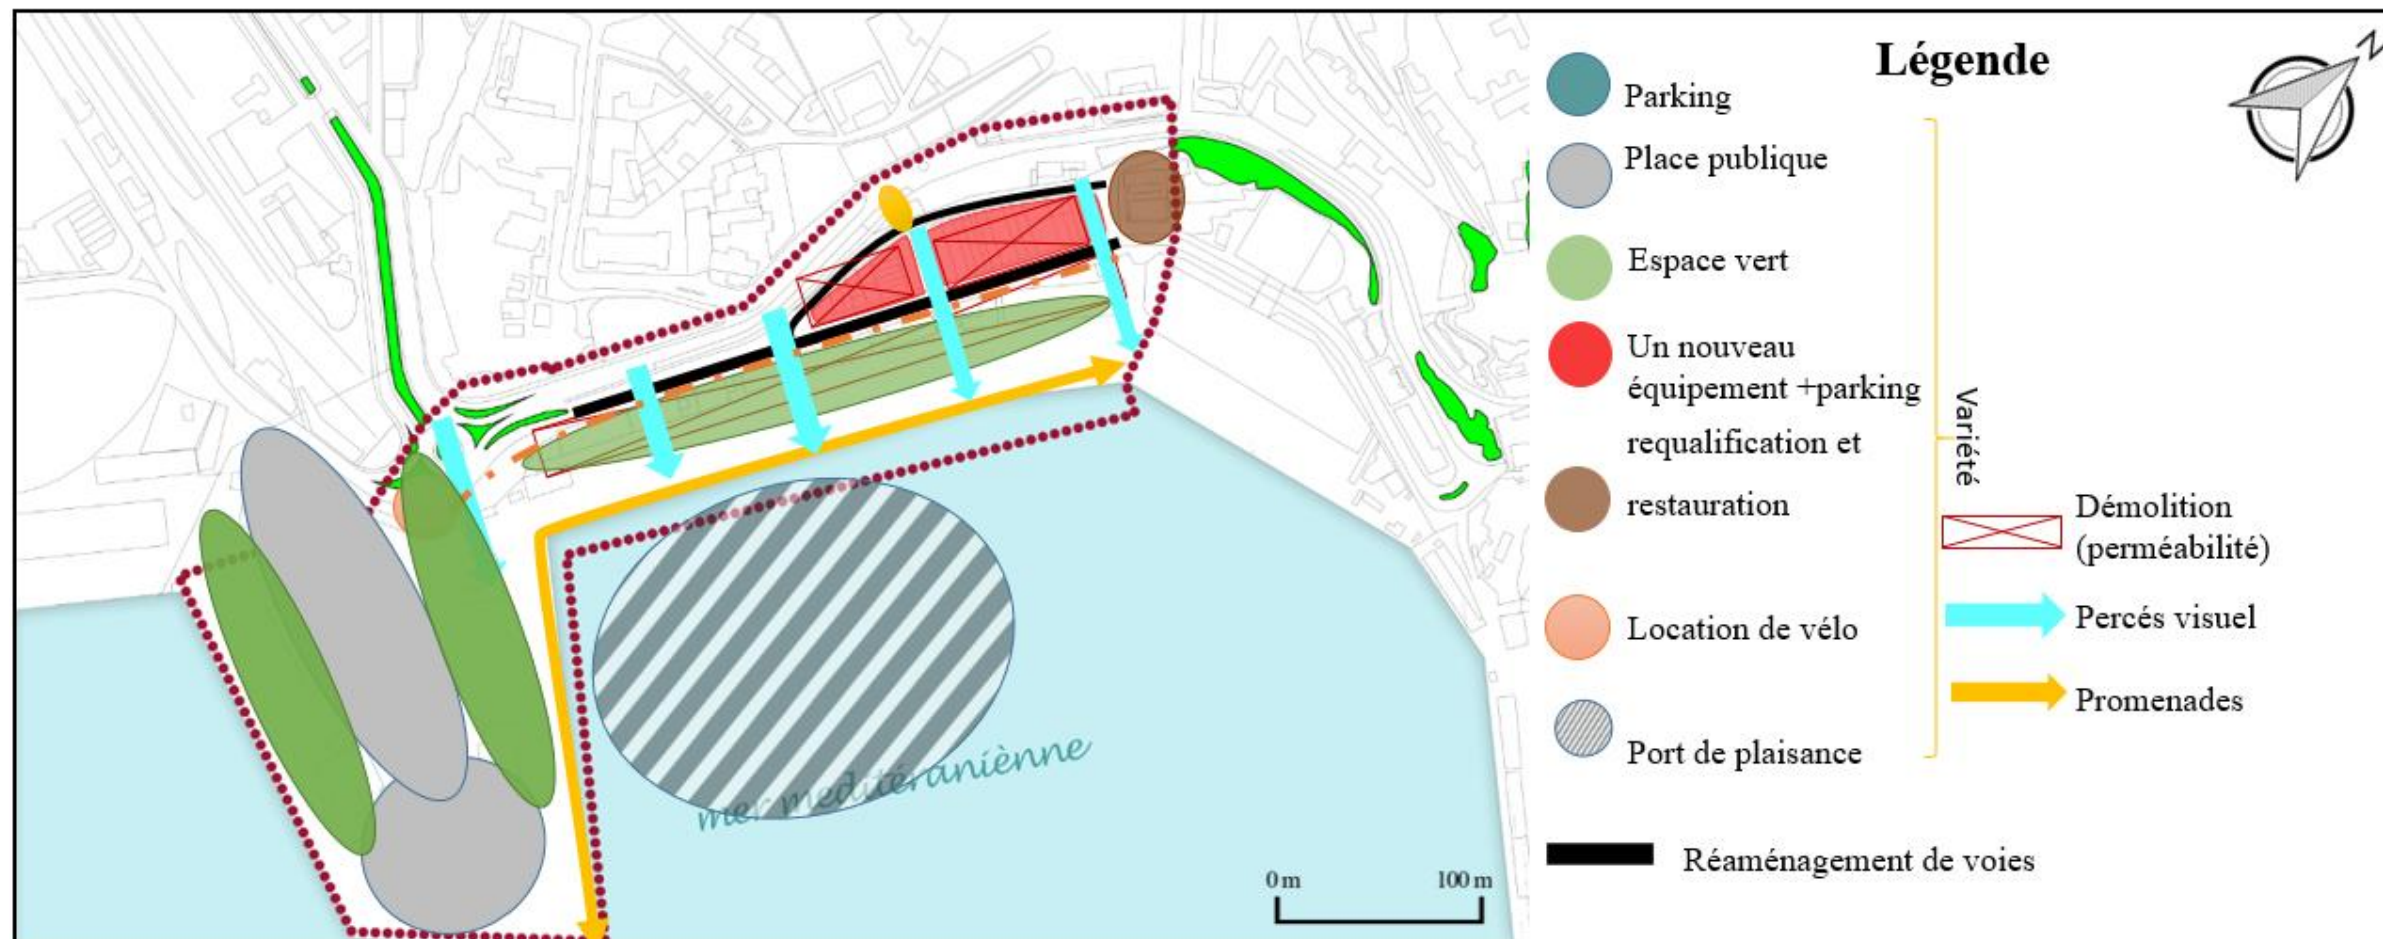 Légende
N
Parking
Place publique
Espace vert
Un nouveau
équipement +parking
requalification et
restauration
Location de vélo
Port de plaisance
Réaménagement de voies
Variété
Démolition
(perméabilité)
Percés visuel
Promenades
mer meditéraniènne
0 m 100 m